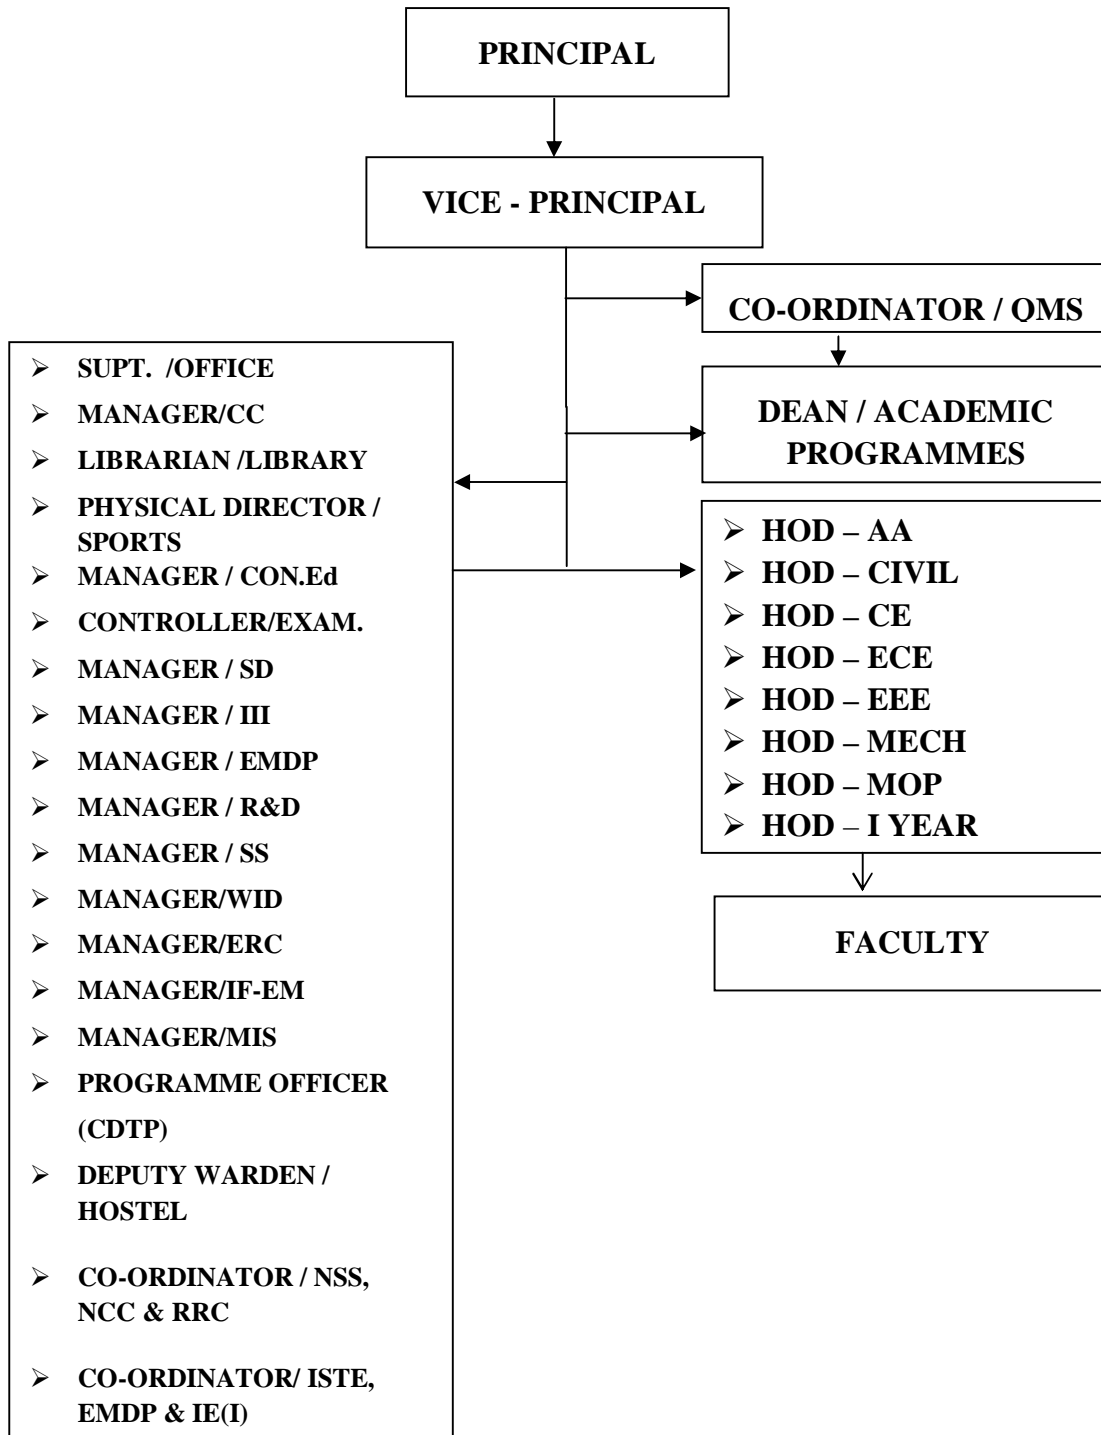 PRINCIPAL
VICE - PRINCIPAL
CO-ORDINATOR / QMS
DEAN / ACADEMIC
PROGRAMMES
➢ SUPT. /OFFICE
➢ MANAGER/CC
➢ LIBRARIAN /LIBRARY
➢ PHYSICAL DIRECTOR /
SPORTS
➢ MANAGER / CON.Ed
➢ CONTROLLER/EXAM.
➢ MANAGER / SD
➢ MANAGER / III
➢ MANAGER / EMDP
➢ MANAGER / R&D
➢ MANAGER / SS
➢ MANAGER/WID
➢ MANAGER/ERC
➢ MANAGER/IF-EM
➢ MANAGER/MIS
➢ PROGRAMME OFFICER
(CDTP)
➢ DEPUTY WARDEN /
HOSTEL
➢ CO-ORDINATOR / NSS,
NCC & RRC
➢ CO-ORDINATOR/ ISTE,
EMDP & IE(I)
➢ HOD – AA
➢ HOD – CIVIL
➢ HOD – CE
➢ HOD – ECE
➢ HOD – EEE
➢ HOD – MECH
➢ HOD – MOP
➢ HOD – I YEAR
FACULTY